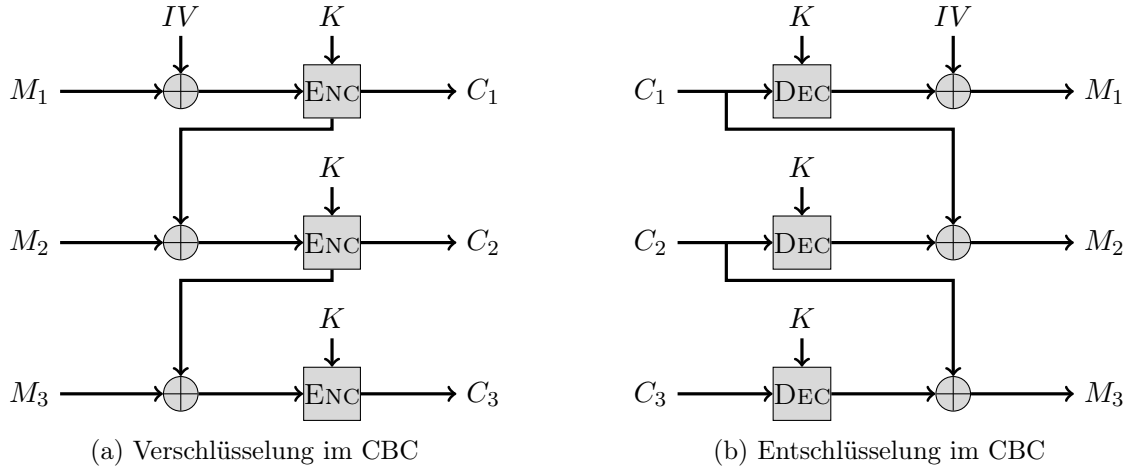 IV K
M1 ENC C1
K
M2 ENC C2
K
M3 ENC C3
(a) Verschlüsselung im CBC
K IV
C1 DEC M1
K
C2 DEC M2
K
C3 DEC M3
(b) Entschlüsselung im CBC